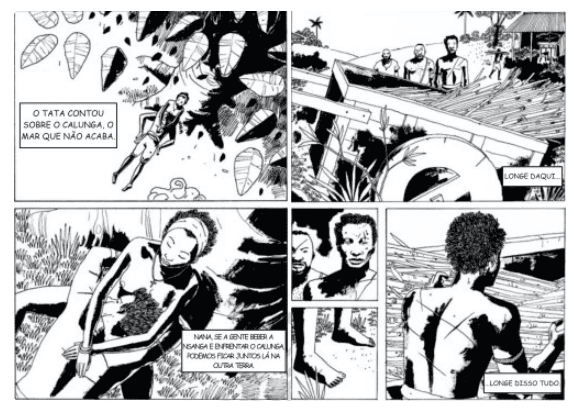 O TATA CONTOU
SOBRE O CALUNGA, O
MAR QUE NÃO ACABA.
LONGE DAQUI...
NANA, SE A GENTE BEBER A
NSANGA E ENFRENTAR O CALUNGA,
PODEMOS FICAR JUNTOS LÁ NA
OUTRA TERRA.
...LONGE DISSO TUDO.